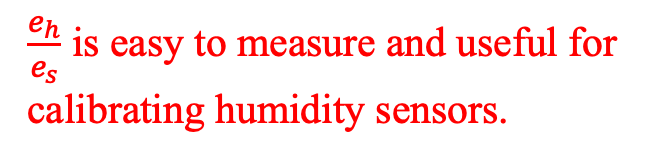 e_h/e_s is easy to measure and useful for
calibrating humidity sensors.